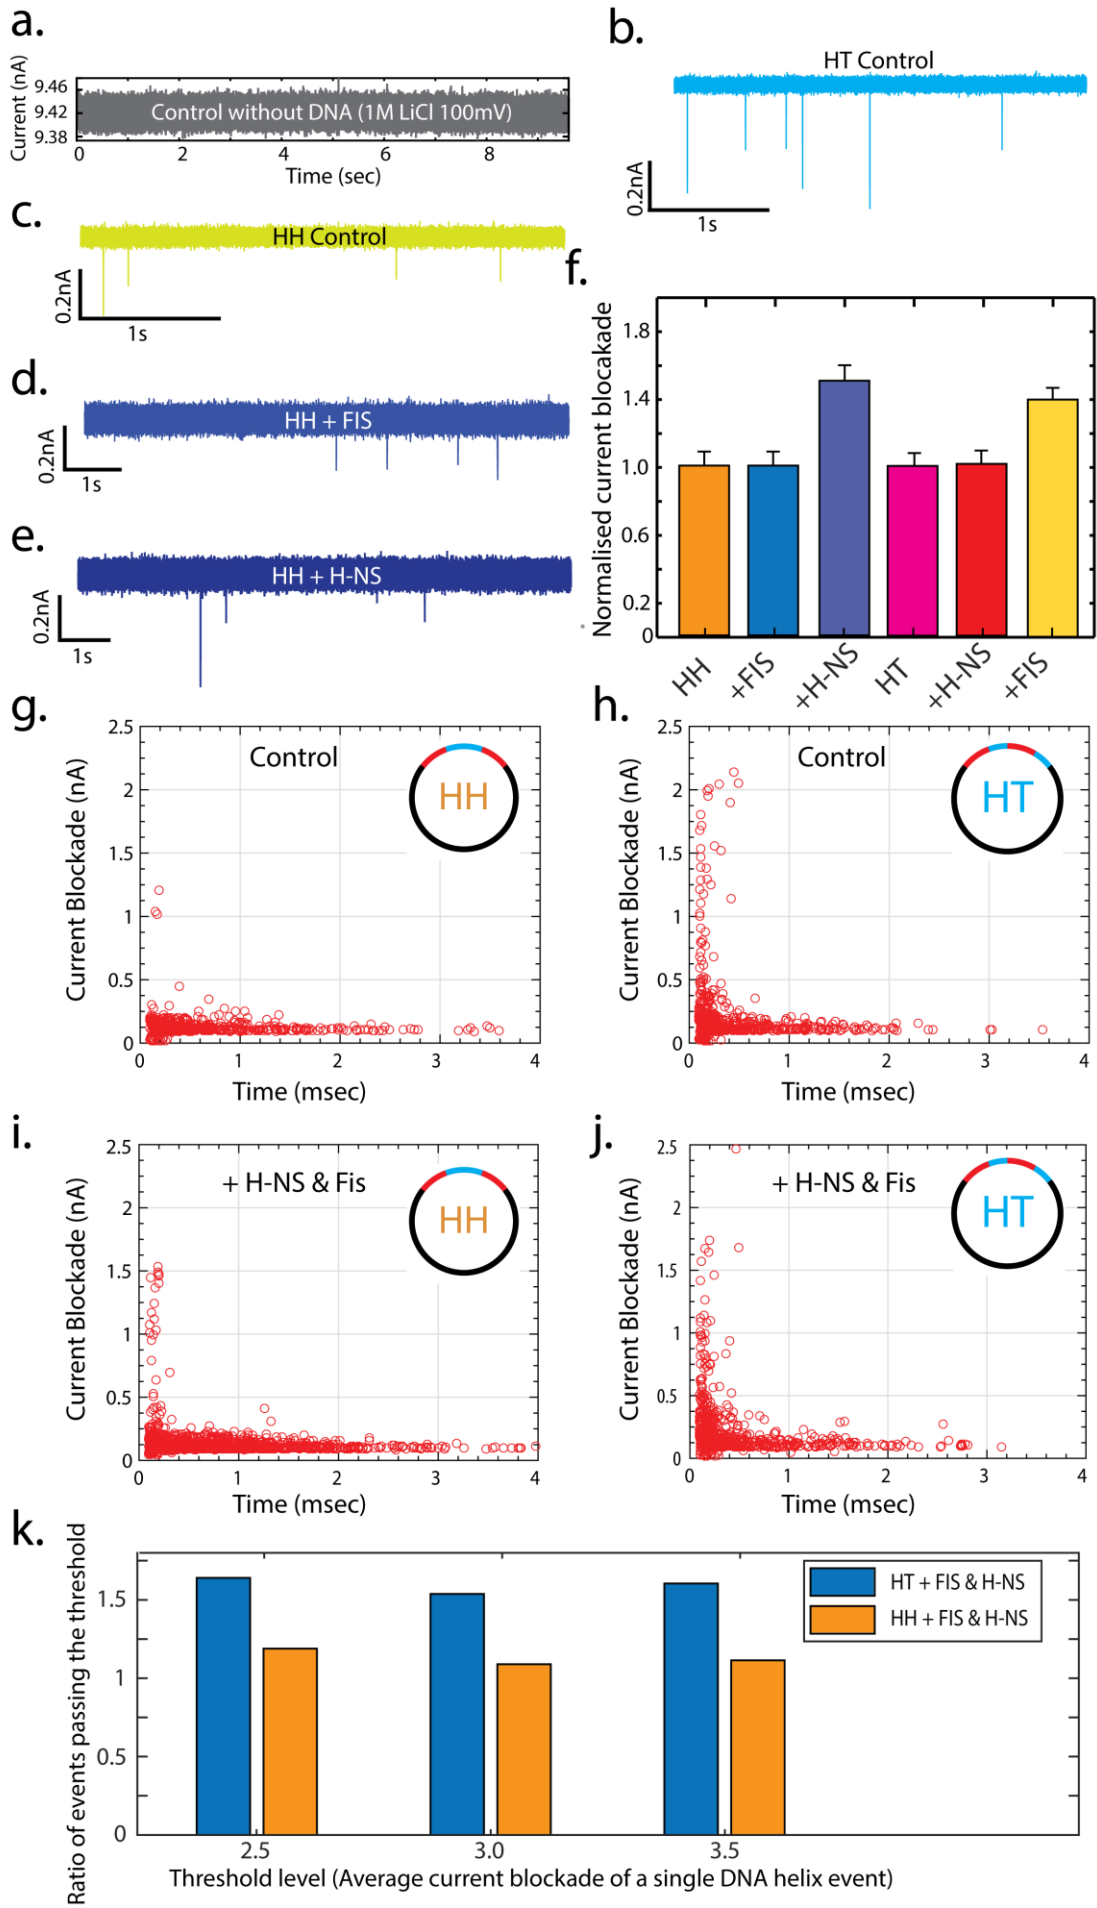 a.
Current (nA)
9.46
9.42
9.38
Control without DNA (1M LiCl 100mV)
0 2 4 6 8
Time (sec)
b.
HT Control
0.2nA
1s
c.
HH Control
0.2nA
1s
d.
HH + FIS
0.2nA
1s
e.
HH + H-NS
0.2nA
1s
f.
Normalised current blocakade
1.8
1.4
1.0
0.6
0.2
0
HH +FIS +H-NS HT +H-NS +FIS
g.
Current Blockade (nA)
2.5
2
1.5
1
0.5
0
Control
HH
0 1 2 3 4
Time (msec)
h.
Current Blockade (nA)
2.5
2
1.5
1
0.5
0
Control
HT
0 1 2 3 4
Time (msec)
i.
Current Blockade (nA)
2.5
2
1.5
1
0.5
0
+ H-NS & Fis
HH
0 1 2 3 4
Time (msec)
j.
Current Blockade (nA)
2.5
2
1.5
1
0.5
0
+ H-NS & Fis
HT
0 1 2 3 4
Time (msec)
k.
Ratio of events passing the threshold
1.5
1
0.5
0
HT + FIS & H-NS
HH + FIS & H-NS
2.5 3.0 3.5
Threshold level (Average current blockade of a single DNA helix event)